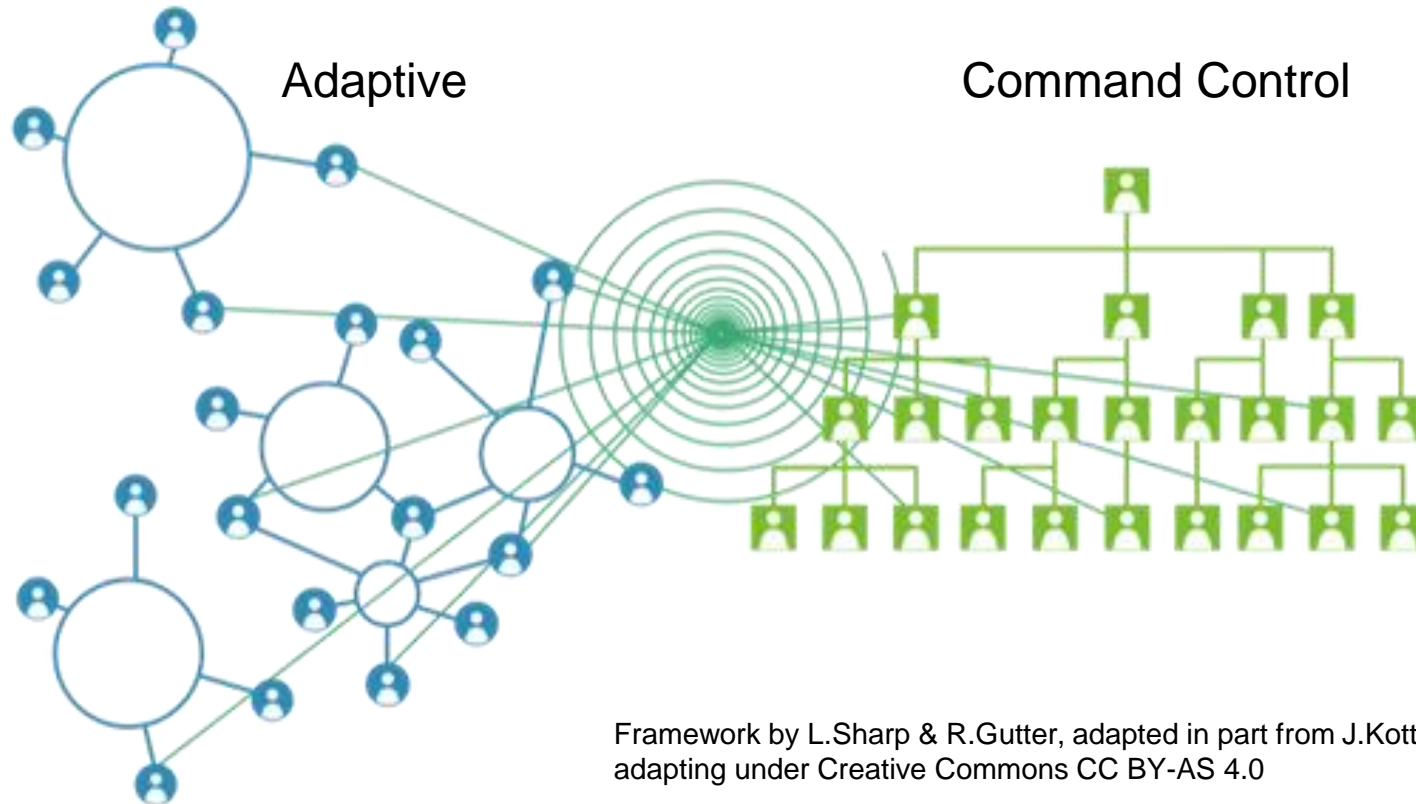 Adaptive
Command Control
Framework by L.Sharp & R.Gutter, adapted in part from J.Kott
adapting under Creative Commons CC BY-AS 4.0